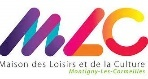 MLC
Maison des Loisirs et de la Culture
Montigny-Les-Cormeilles